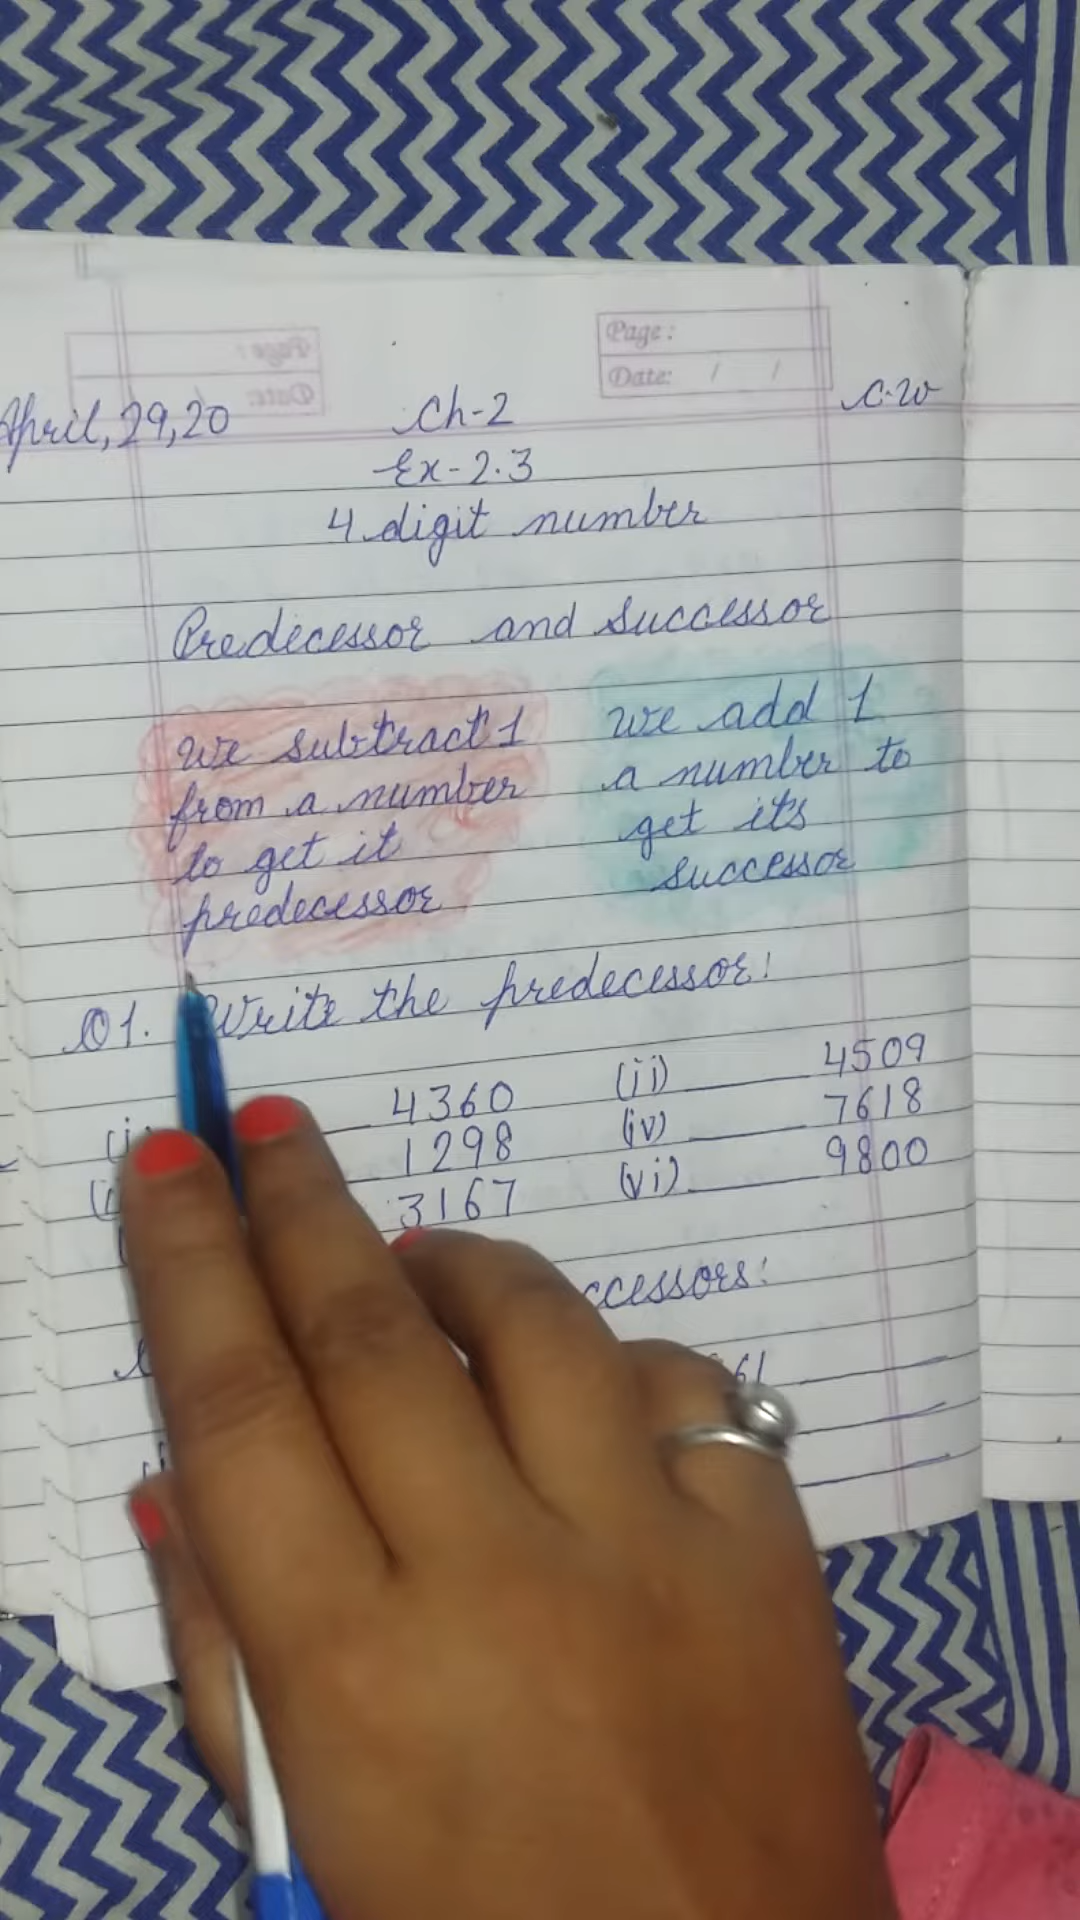 Page:
Date: / /
April, 29, 20 Ch-2 C.W
Ex-2.3
4 digit number
Predecessor and Successor
We subtract 1 We add 1
from a number a number to
to get it get its
predecessor successor
Q1. Write the predecessor:
4360 (ii) 4509
1298 (iv) 7618
3167 (vi) 9800
ccessors:
61